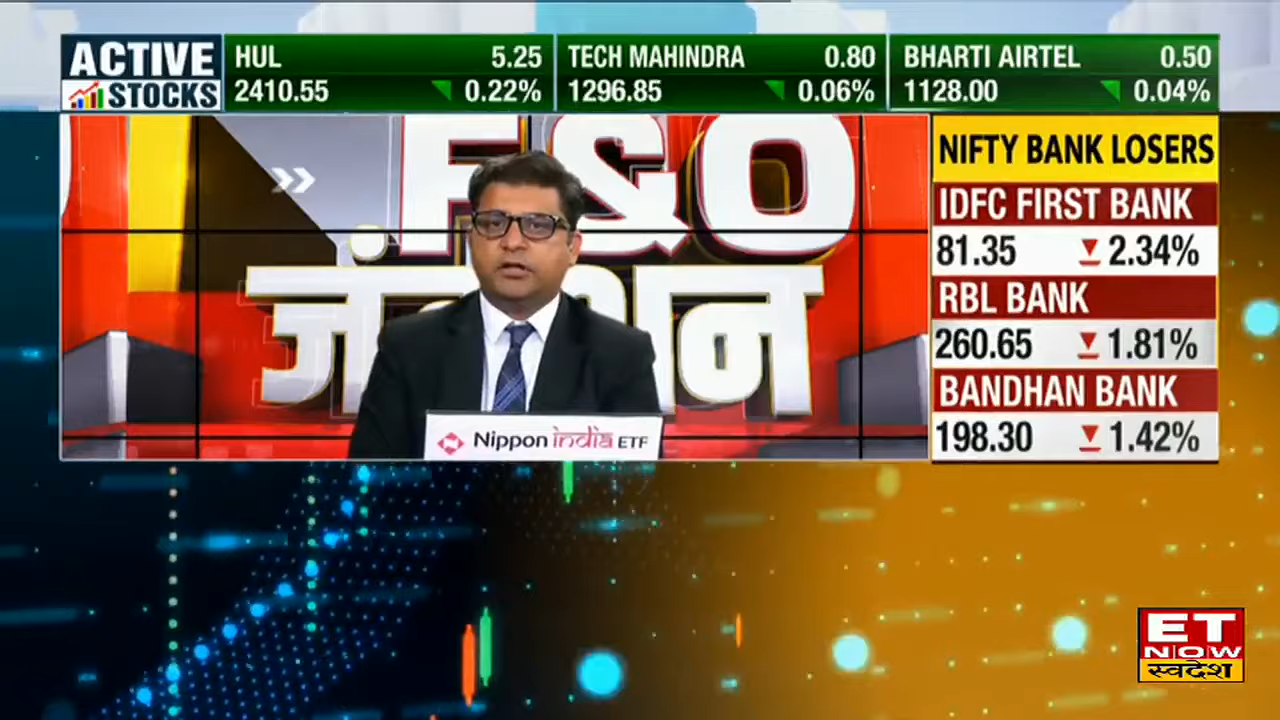 ACTIVE
STOCKS
HUL 5.25
2410.55 0.22%
TECH MAHINDRA 0.80
1296.85 0.06%
BHARTI AIRTEL 0.50
1128.00 0.04%
F&O
Nippon india ETF
NIFTY BANK LOSERS
IDFC FIRST BANK
81.35 2.34%
RBL BANK
260.65 1.81%
BANDHAN BANK
198.30 1.42%
ET
NOW
स्वदेश